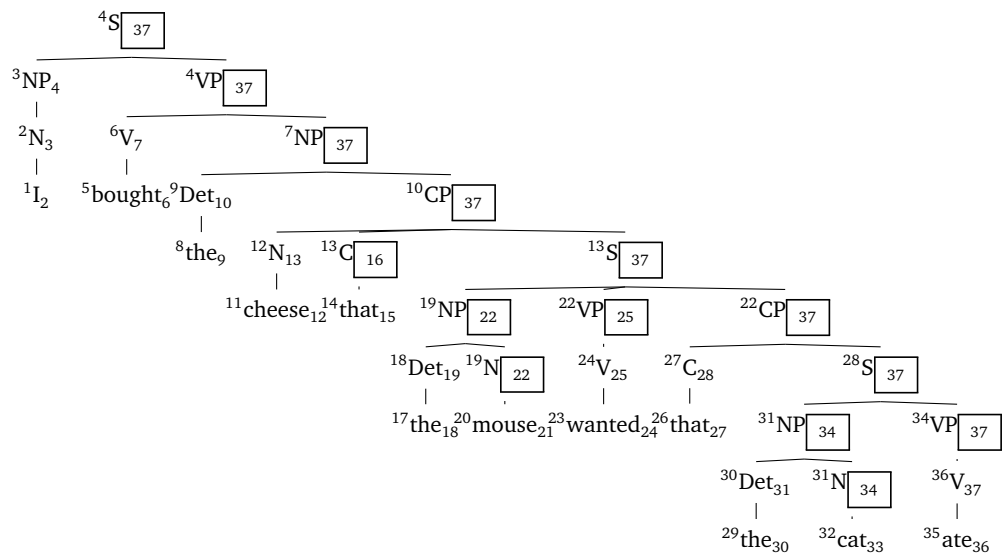 ⁴S 37
³NP₄ ⁴VP 37
²N₃ ⁶V₇ ⁷NP 37
¹I₂ ⁵bought₆ ⁹Det₁₀ ¹⁰CP 37
⁸the₉ ¹²N₁₃ ¹³C 16 ¹³S 37
¹¹cheese₁₂ ¹⁴that₁₅ ¹⁹NP 22 ²²VP 25 ²²CP 37
¹⁸Det₁₉ ¹⁹N 22 ²⁴V₂₅ ²⁷C₂₈ ²⁸S 37
¹⁷the₁₈ ²⁰mouse₂₁ ²³wanted₂₄ ²⁶that₂₇ ³¹NP 34 ³⁴VP 37
³⁰Det₃₁ ³¹N 34 ³⁶V₃₇
²⁹the₃₀ ³²cat₃₃ ³⁵ate₃₆